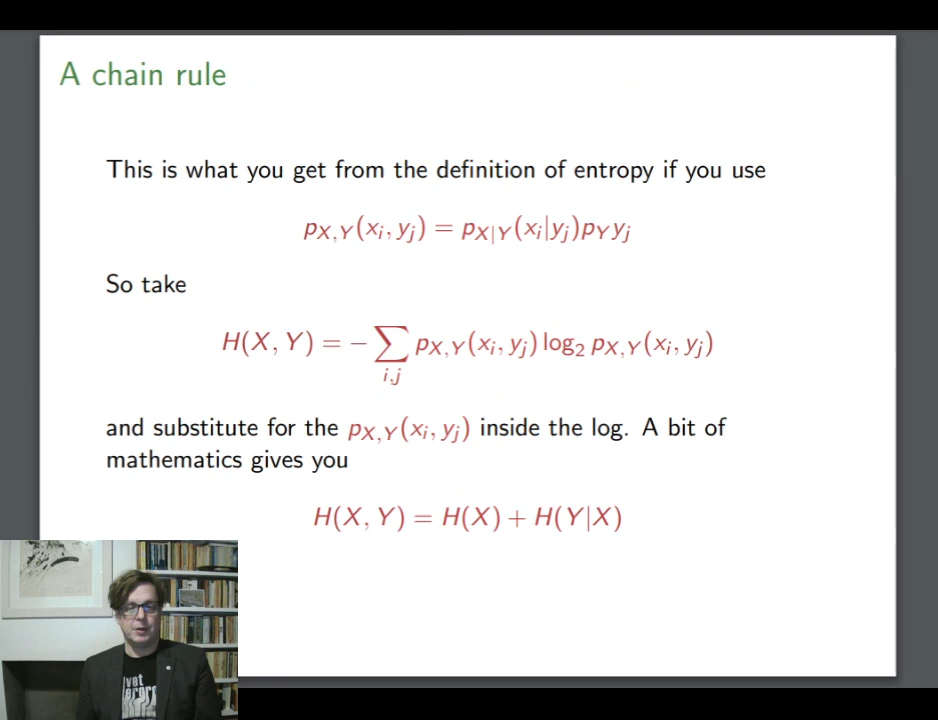 A chain rule
This is what you get from the definition of entropy if you use
p_{X,Y}(x_i, y_j) = p_{X|Y}(x_i|y_j)p_Y y_j
So take
H(X, Y) = − ∑_{i,j} p_{X,Y}(x_i, y_j) log_2 p_{X,Y}(x_i, y_j)
and substitute for the p_{X,Y}(x_i, y_j) inside the log. A bit of
mathematics gives you
H(X, Y) = H(X) + H(Y|X)